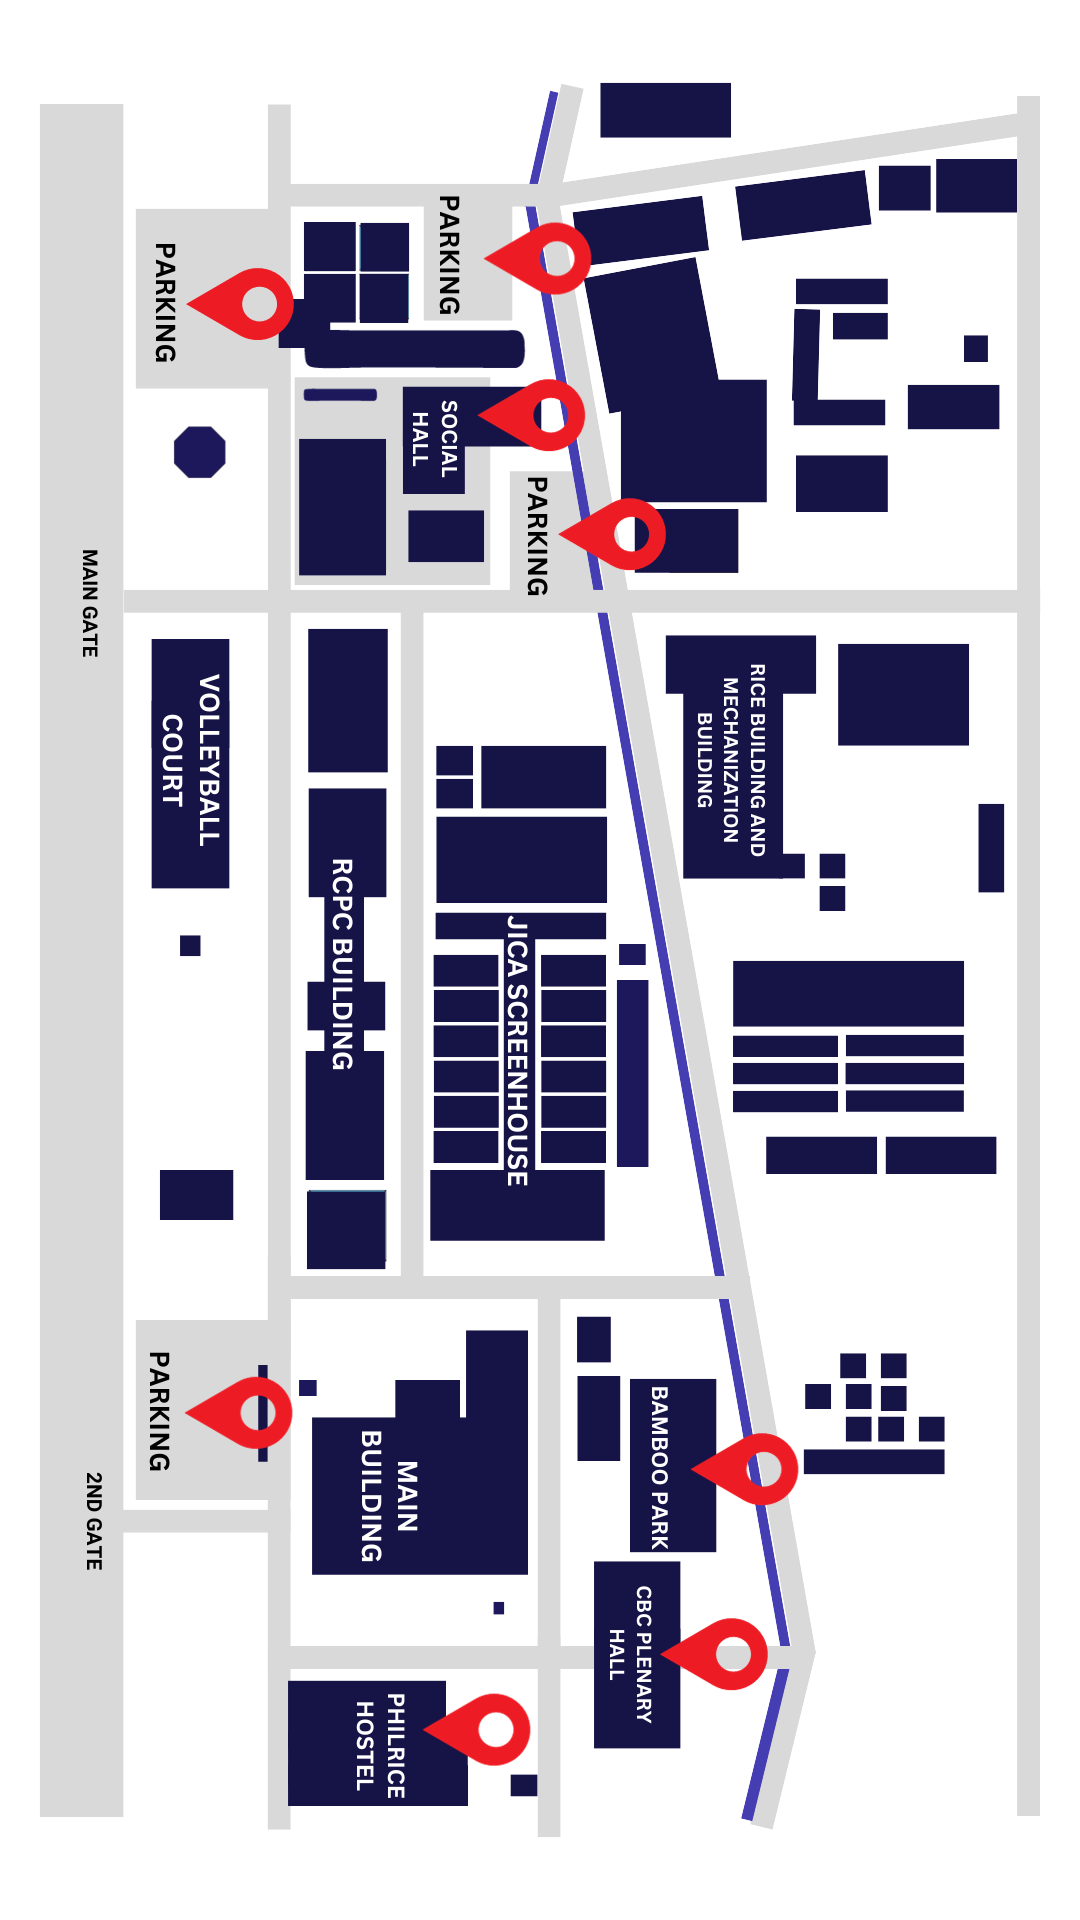 PARKING
PARKING
SOCIAL
HALL
PARKING
MAIN GATE
VOLLEYBALL
COURT
RICE BUILDING AND
MECHANIZATION
BUILDING
RCPC BUILDING
JICA SCREENHOUSE
PARKING
2ND GATE
MAIN
BUILDING
BAMBOO PARK
CBC PLENARY
HALL
PHILRICE
HOSTEL